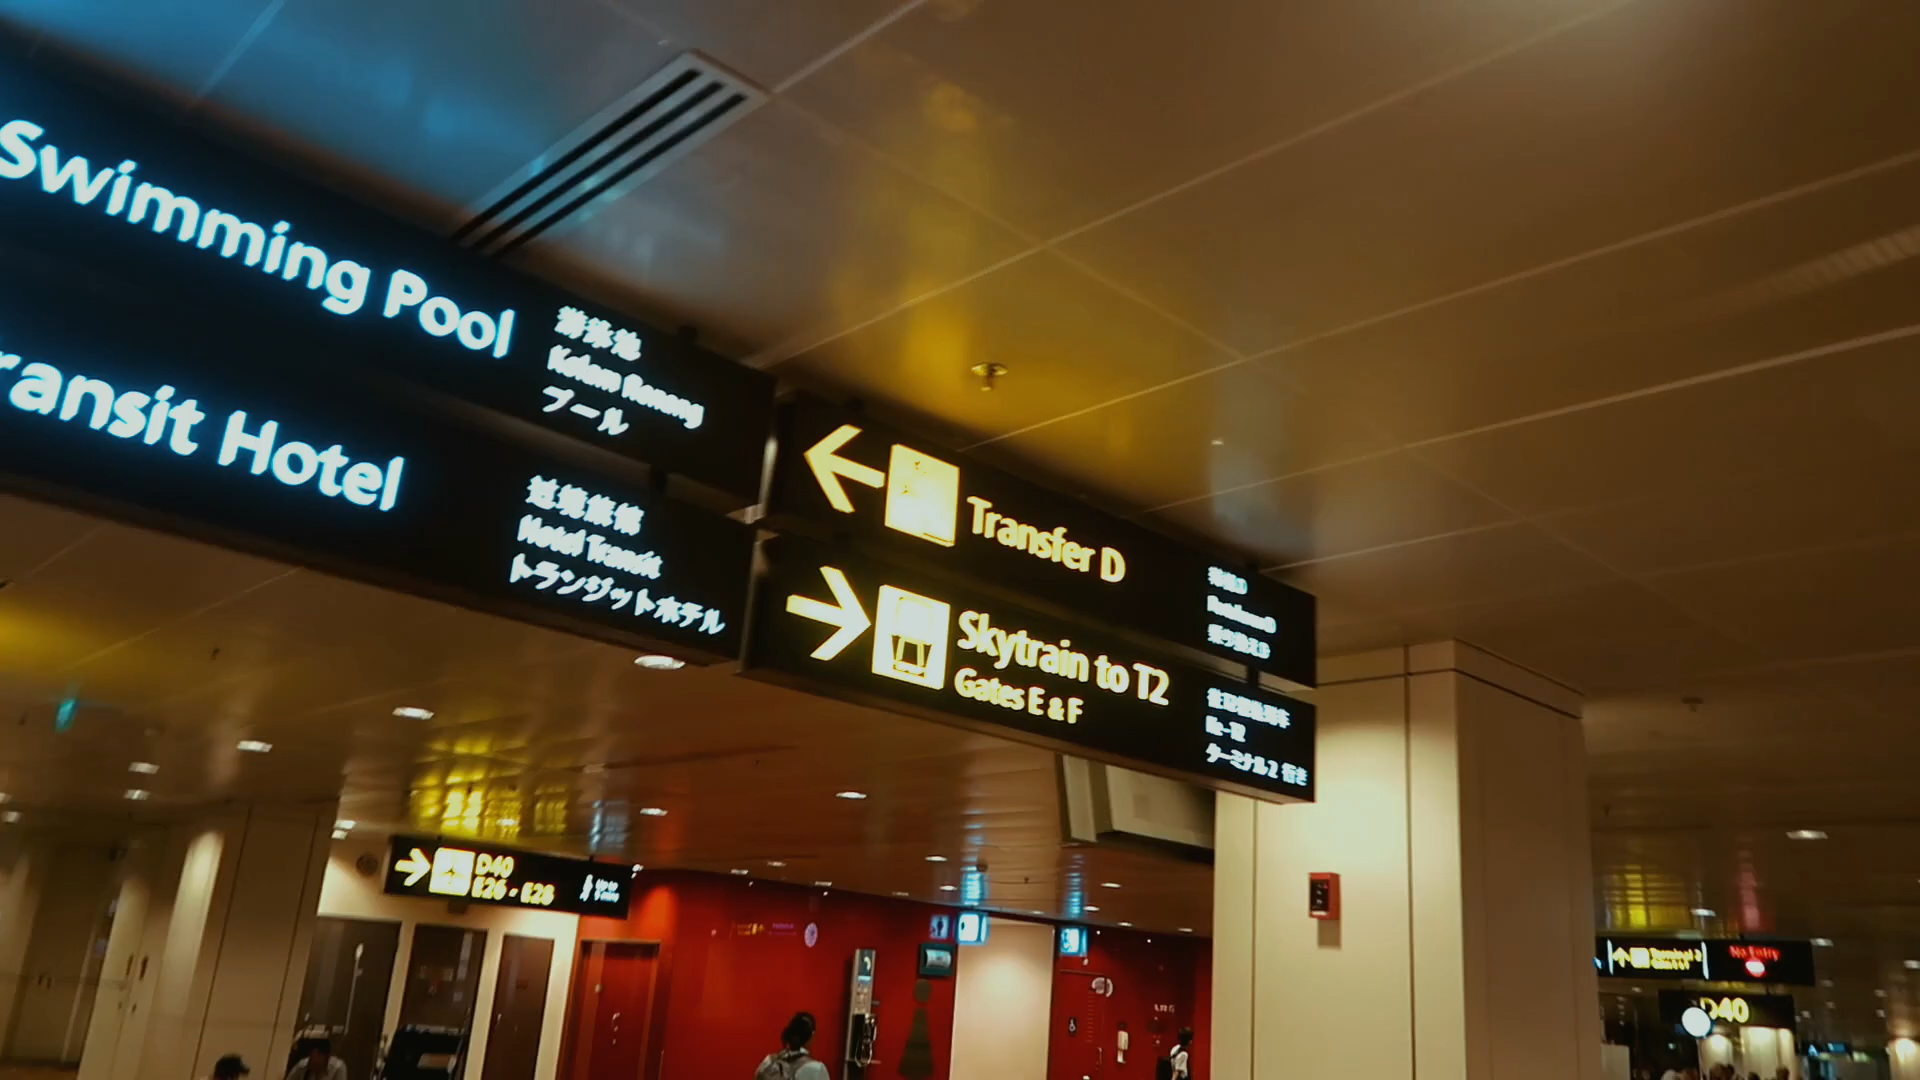 Swimming Pool
游泳池
Kolam Renang
プール
ransit Hotel
过境旅馆
Hotel Transit
トランジットホテル
Transfer D
Skytrain to T2
Gates E & F
ターミナル2 行き
D40
E26 - E28
Terminal 2
No Entry
D40